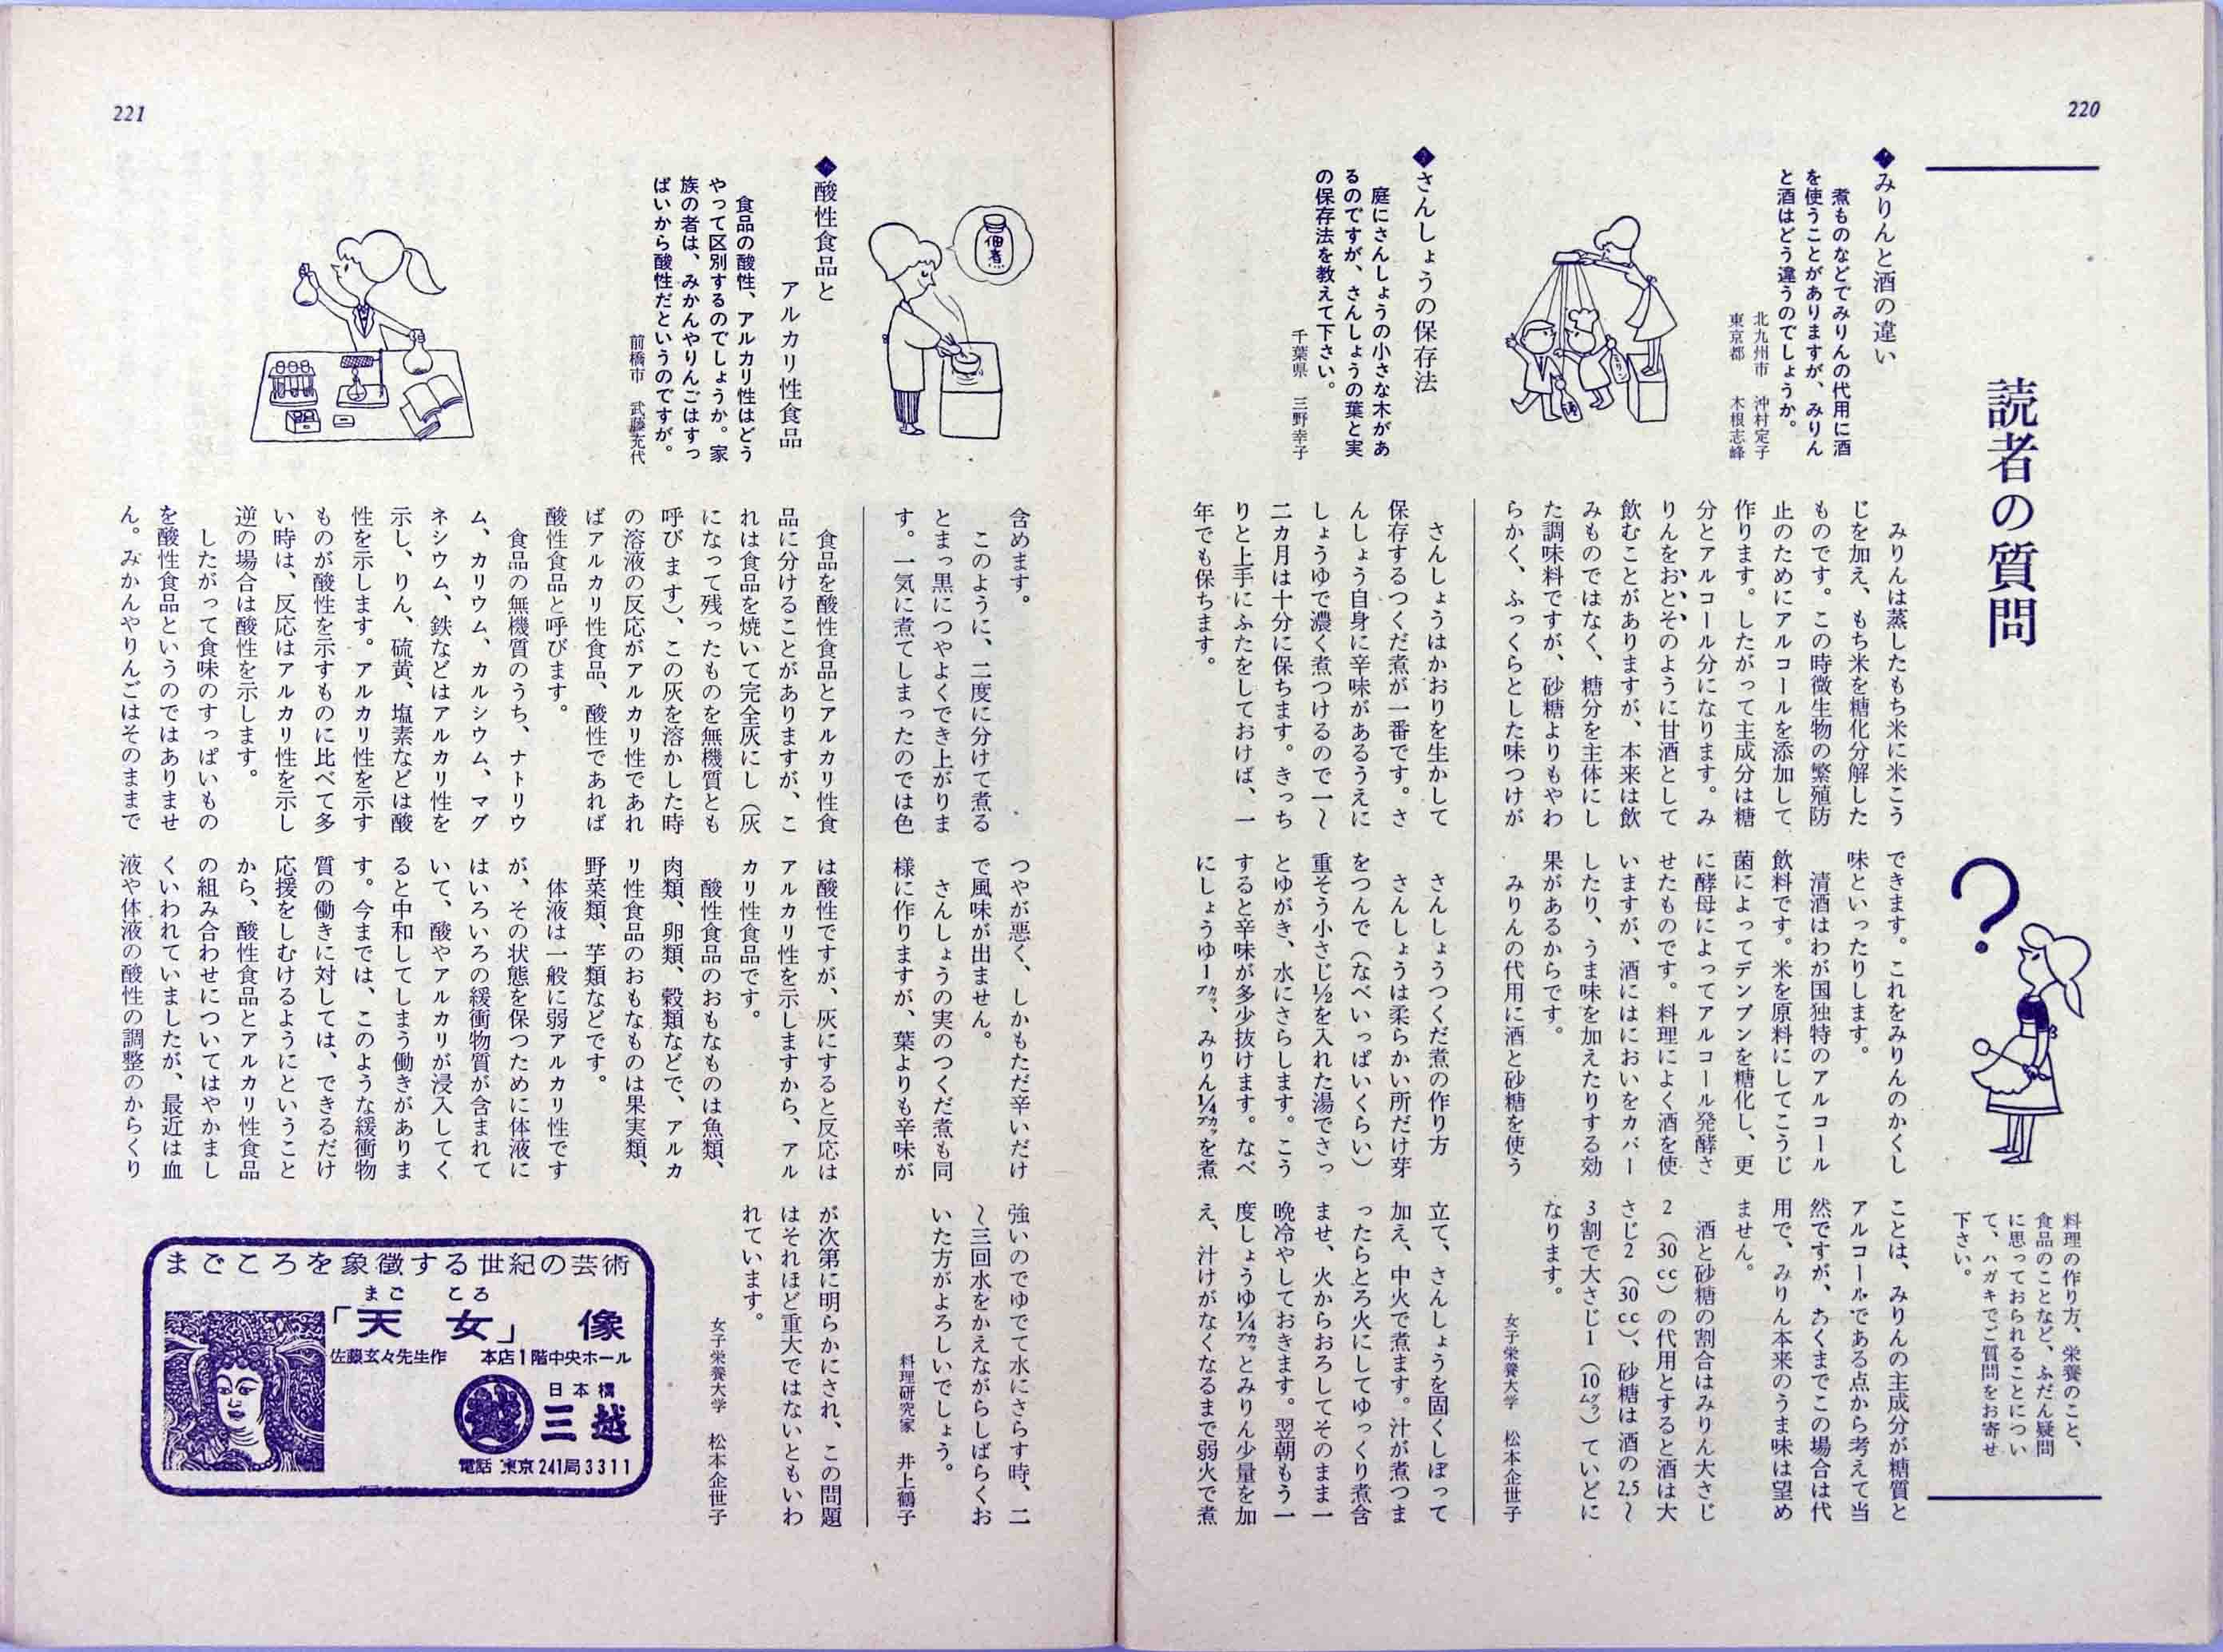 220
読者の質問
料理の作り方、栄養のこと、
食品のことなど、ふだん疑問
に思っておられることについ
て、ハガキでご質問をお寄せ
下さい。
?
◆みりんと酒の違い
煮ものなどでみりんの代用に酒
を使うことがありますが、みりん
と酒はどう違うのでしょうか。
北九州市 沖村定子
東京都 木根志峰
みりんは蒸したもち米に米こう
じを加え、もち米を糖化分解した
ものです。この時微生物の繁殖防
止のためにアルコールを添加して
作ります。したがって主成分は糖
分とアルコール分になります。み
りんをおとそのように甘酒として
飲むことがありますが、本来は飲
みものではなく、糖分を主体にし
た調味料ですが、砂糖よりもやわ
らかく、ふっくらとした味つけが
できます。これをみりんのかくし
味といったりします。
清酒はわが国独特のアルコール
飲料です。米を原料にしてこうじ
菌によってデンプンを糖化し、更
に酵母によってアルコール発酵さ
せたものです。料理によく酒を使
いますが、酒にはにおいをカバー
したり、うま味を加えたりする効
果があるからです。
みりんの代用に酒と砂糖を使う
ことは、みりんの主成分が糖質と
アルコールである点から考えて当
然ですが、あくまでこの場合は代
用で、みりん本来のうま味は望め
ません。
酒と砂糖の割合はみりん大さじ
2（30cc）の代用とすると酒は大
さじ2（30cc）、砂糖は酒の2.5〜
3割で大さじ1（10グラ）ていどに
なります。
女子栄養大学 松本企世子
◆さんしょうの保存法
庭にさんしょうの小さな木があ
るのですが、さんしょうの葉と実
の保存法を教えて下さい。
千葉県 三野幸子
さんしょうはかおりを生かして
保存するつくだ煮が一番です。さ
んしょう自身に辛味があるうえに
しょうゆで濃く煮つけるので一〜
二カ月は十分に保ちます。きっち
りと上手にふたをしておけば、一
年でも保ちます。
さんしょうつくだ煮の作り方
さんしょうは柔らかい所だけ芽
をつんで（なべいっぱいくらい）
重そう小さじ½を入れた湯でさっ
とゆがき、水にさらします。こう
すると辛味が多少抜けます。なべ
にしょうゆ1カップ、みりん¼カップを煮
立て、さんしょうを固くしぼって
加え、中火で煮ます。汁が煮つま
ったらとろ火にしてゆっくり煮含
ませ、火からおろしてそのまま一
晩冷やしておきます。翌朝もう一
度しょうゆ¼カップとみりん少量を加
え、汁けがなくなるまで弱火で煮
221
佃煮
含めます。
このように、二度に分けて煮る
とまっ黒につやよくでき上がりま
す。一気に煮てしまったのでは色
つやが悪く、しかもただ辛いだけ
で風味が出ません。
さんしょうの実のつくだ煮も同
様に作りますが、葉よりも辛味が
強いのでゆでて水にさらす時、二
〜三回水をかえながらしばらくお
いた方がよろしいでしょう。
料理研究家 井上鶴子
◆酸性食品と
アルカリ性食品
食品の酸性、アルカリ性はどう
やって区別するのでしょうか。家
族の者は、みかんやりんごはすっ
ぱいから酸性だというのですが。
前橋市 武藤充代
食品を酸性食品とアルカリ性食
品に分けることがありますが、こ
れは食品を焼いて完全灰にし（灰
になって残ったものを無機質とも
呼びます）、この灰を溶かした時
の溶液の反応がアルカリ性であれ
ばアルカリ性食品、酸性であれば
酸性食品と呼びます。
食品の無機質のうち、ナトリウ
ム、カリウム、カルシウム、マグ
ネシウム、鉄などはアルカリ性を
示し、りん、硫黄、塩素などは酸
性を示します。アルカリ性を示す
ものが酸性を示すものに比べて多
い時は、反応はアルカリ性を示し
逆の場合は酸性を示します。
したがって食味のすっぱいもの
を酸性食品というのではありませ
ん。みかんやりんごはそのままで
は酸性ですが、灰にすると反応は
アルカリ性を示しますから、アル
カリ性食品です。
酸性食品のおもなものは魚類、
肉類、卵類、穀類などで、アルカ
リ性食品のおもなものは果実類、
野菜類、芋類などです。
体液は一般に弱アルカリ性です
が、その状態を保つために体液に
はいろいろの緩衝物質が含まれて
いて、酸やアルカリが浸入してく
ると中和してしまう働きがありま
す。今までは、このような緩衝物
質の働きに対しては、できるだけ
応援をしむけるようにということ
から、酸性食品とアルカリ性食品
の組み合わせについてはやかまし
くいわれていましたが、最近は血
液や体液の酸性の調整のからくり
が次第に明らかにされ、この問題
はそれほど重大ではないともいわ
れています。
女子栄養大学 松本企世子
まごころを象徴する世紀の芸術
まご ころ
「天 女」 像
佐藤玄々先生作 本店1階中央ホール
日本橋
三越
電話 東京241局3311